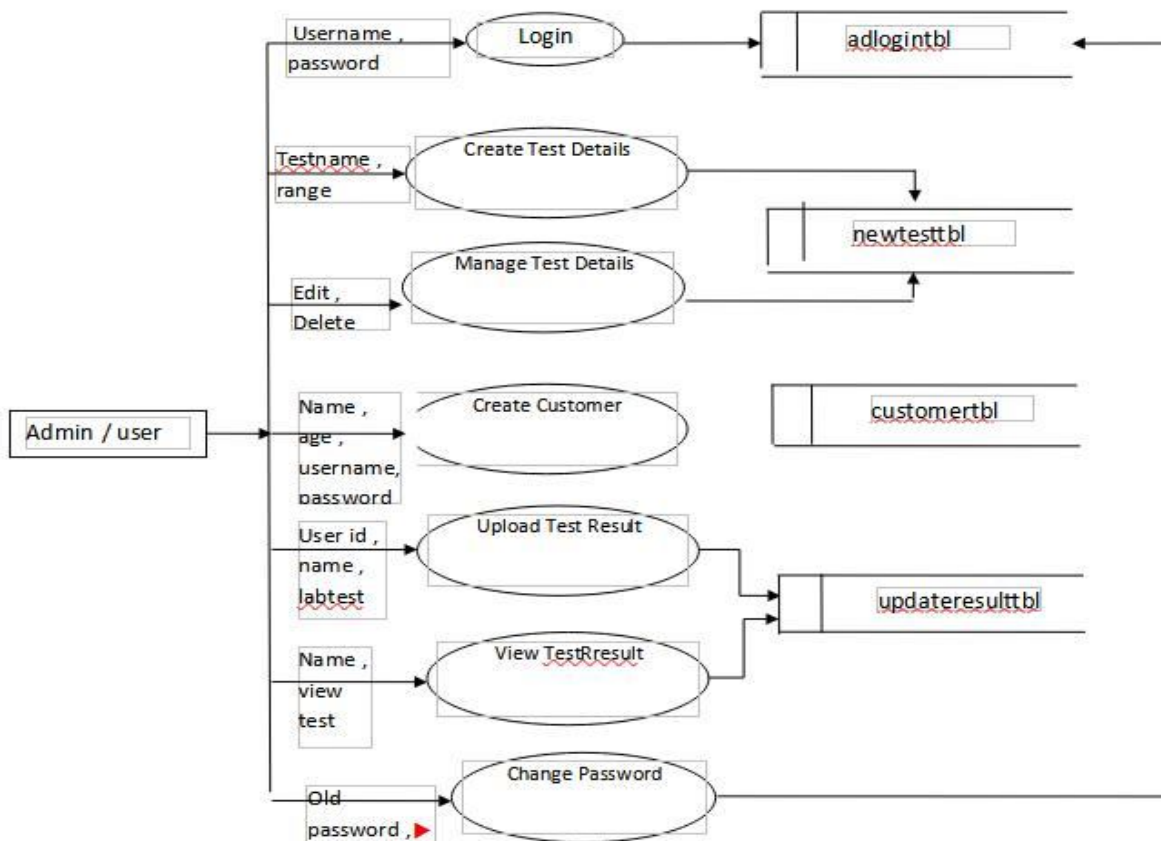 Username ,
password
Login
adlogintbl
Testname ,
range
Create Test Details
newtesttbl
Edit ,
Delete
Manage Test Details
Admin / user
Name ,
age ,
username,
password
Create Customer
customertbl
User id ,
name ,
labtest
Upload Test Result
updateresulttbl
Name ,
view
test
View TestRresult
Old
password ,
Change Password